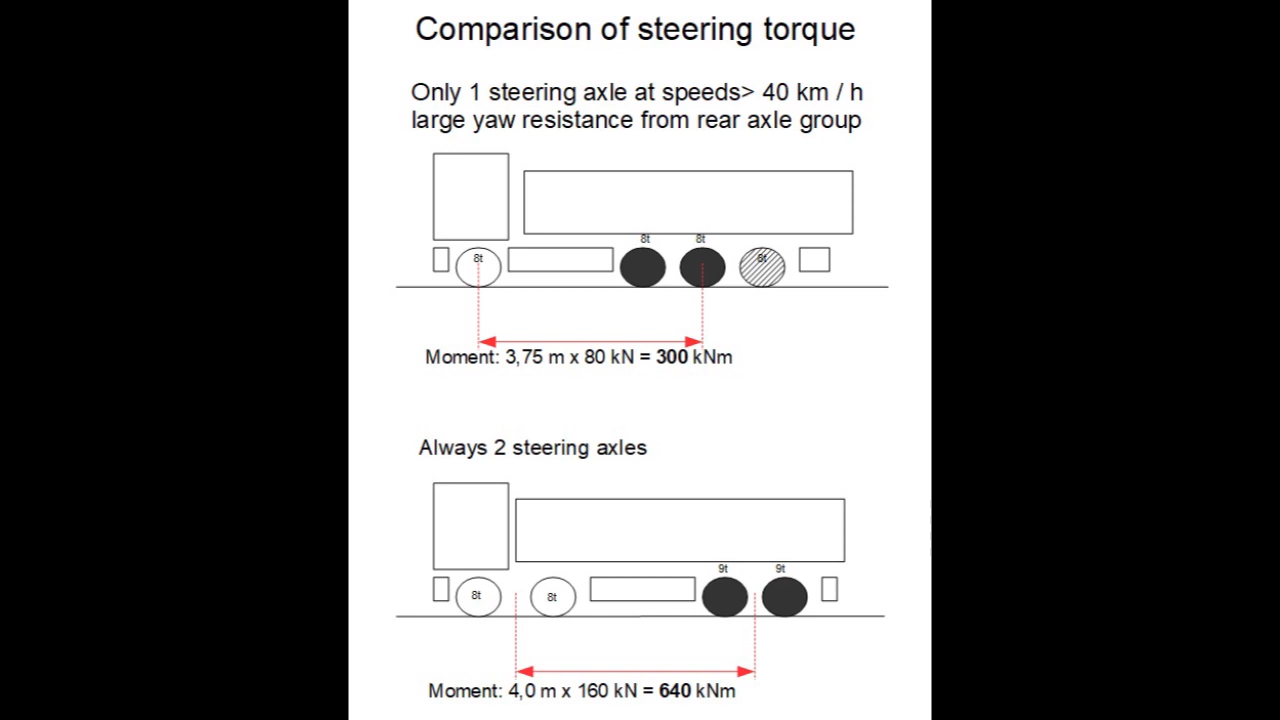 Comparison of steering torque
Only 1 steering axle at speeds> 40 km / h
large yaw resistance from rear axle group
8t 8t
8t 8t
Moment: 3,75 m x 80 kN = 300 kNm
Always 2 steering axles
9t 9t
8t 8t
Moment: 4,0 m x 160 kN = 640 kNm